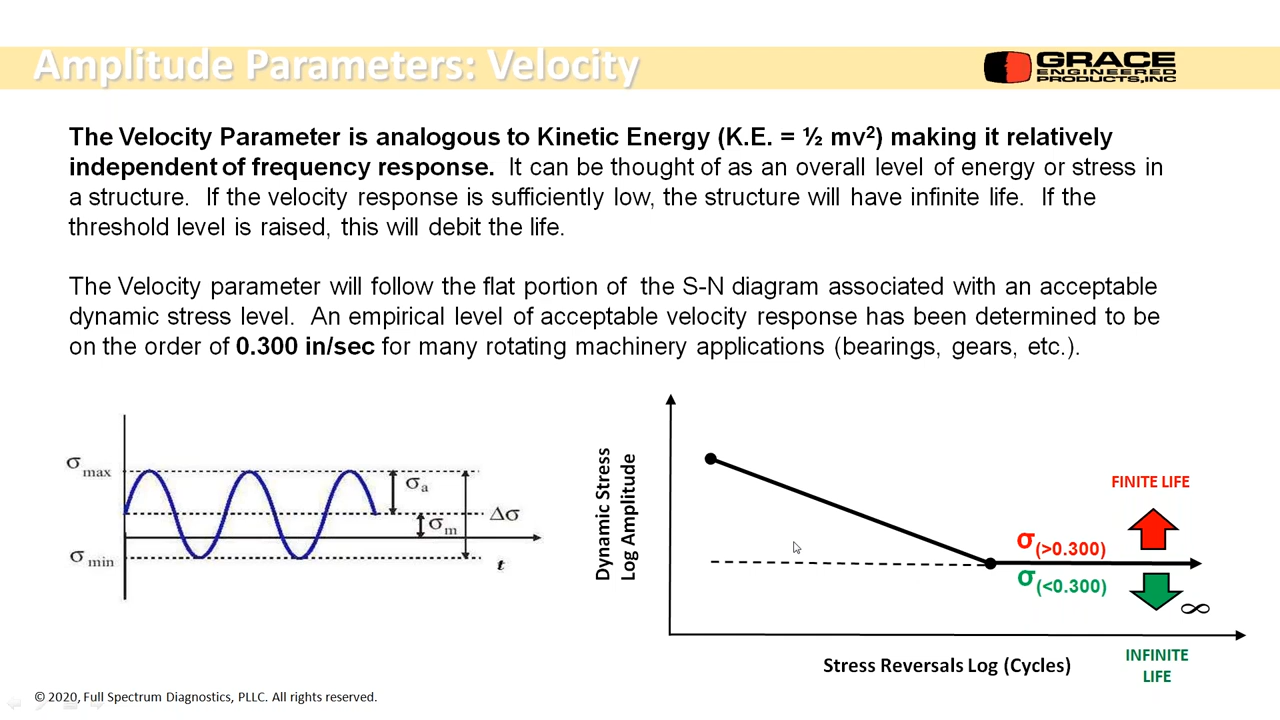 Amplitude Parameters: Velocity
GRACE
ENGINEERED
PRODUCTS, INC
The Velocity Parameter is analogous to Kinetic Energy (K.E. = ½ mv²) making it relatively
independent of frequency response. It can be thought of as an overall level of energy or stress in
a structure. If the velocity response is sufficiently low, the structure will have infinite life. If the
threshold level is raised, this will debit the life.
The Velocity parameter will follow the flat portion of the S-N diagram associated with an acceptable
dynamic stress level. An empirical level of acceptable velocity response has been determined to be
on the order of 0.300 in/sec for many rotating machinery applications (bearings, gears, etc.).
σ max
σ a
σ m
Δσ
σ min
t
Dynamic Stress
Log Amplitude
FINITE LIFE
σ(>0.300)
σ(<0.300)
∞
Stress Reversals Log (Cycles)
INFINITE
LIFE
© 2020, Full Spectrum Diagnostics, PLLC. All rights reserved.